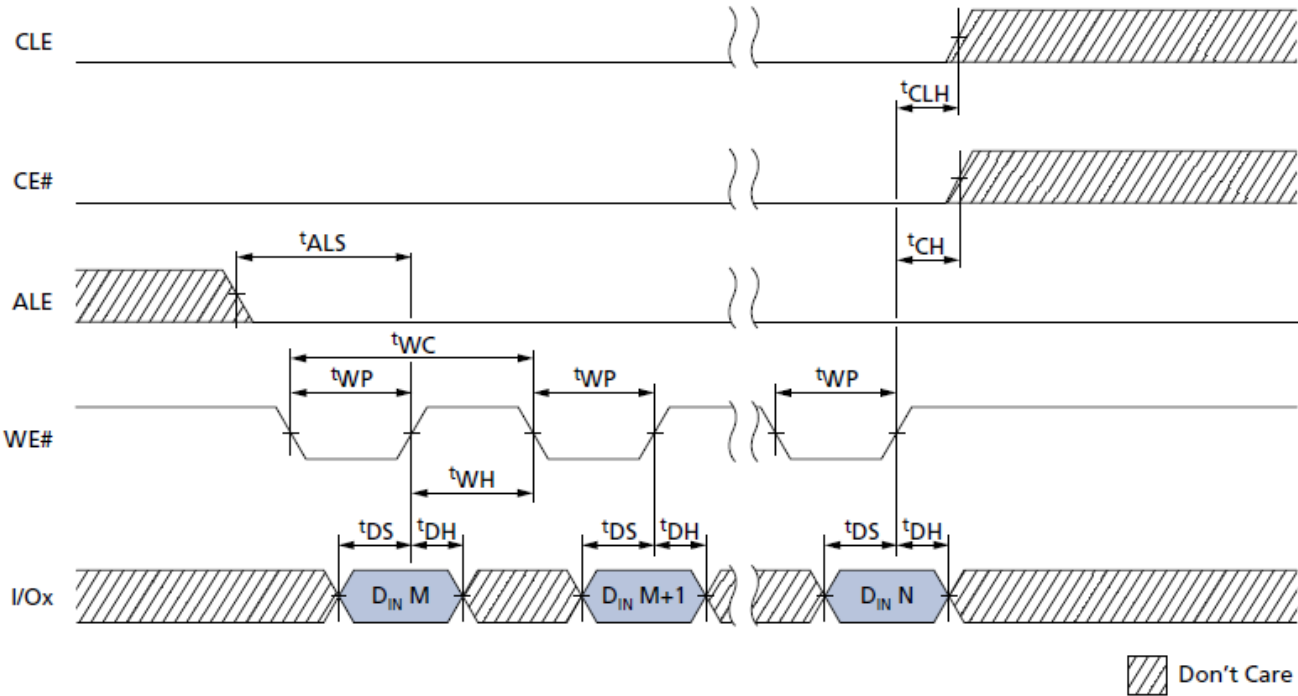 CLE
tCLH
CE#
tCH
tALS
ALE
tWC
tWP tWP tWP
WE#
tWH
tDS tDH tDS tDH tDS tDH
I/Ox DIN M DIN M+1 DIN N
Don't Care